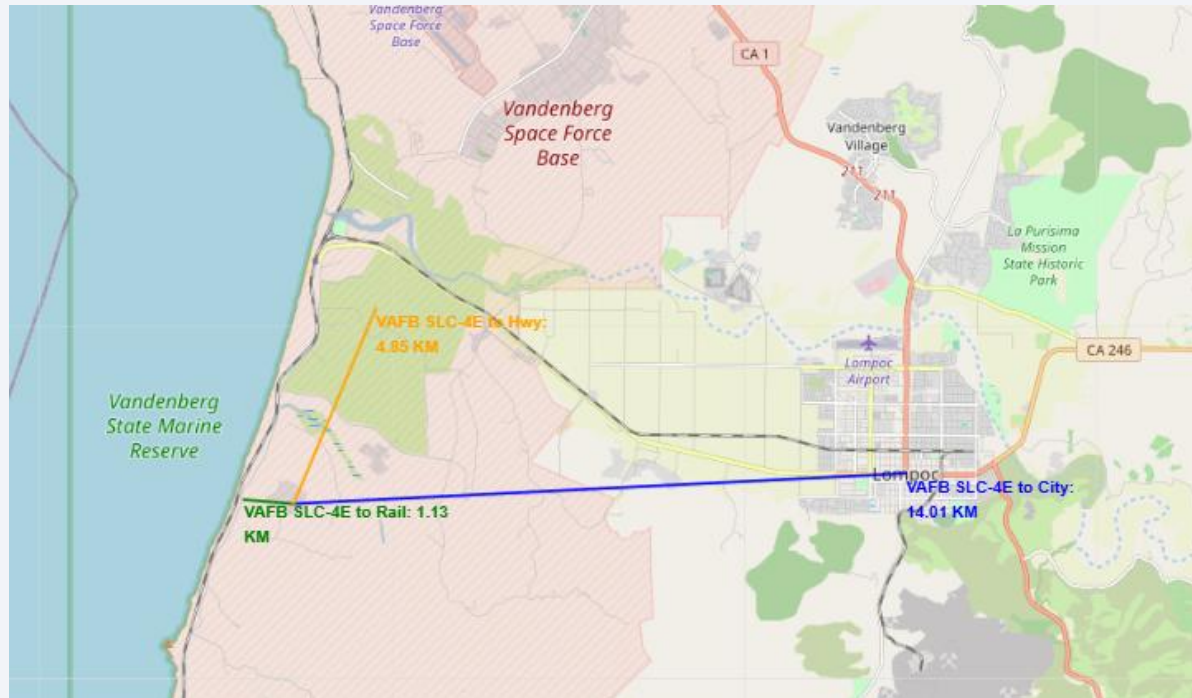 Vandenberg
Space Force
Base
CA 1
Vandenberg
Space Force
Base
Vandenberg
Village
211
211
La Purisima
Mission
State Historic
Park
VAFB SLC-4E to Hwy:
4.85 KM
Lompoc
Airport
CA 246
Vandenberg
State Marine
Reserve
Lompoc
VAFB SLC-4E to City:
14.01 KM
VAFB SLC-4E to Rail: 1.13
KM